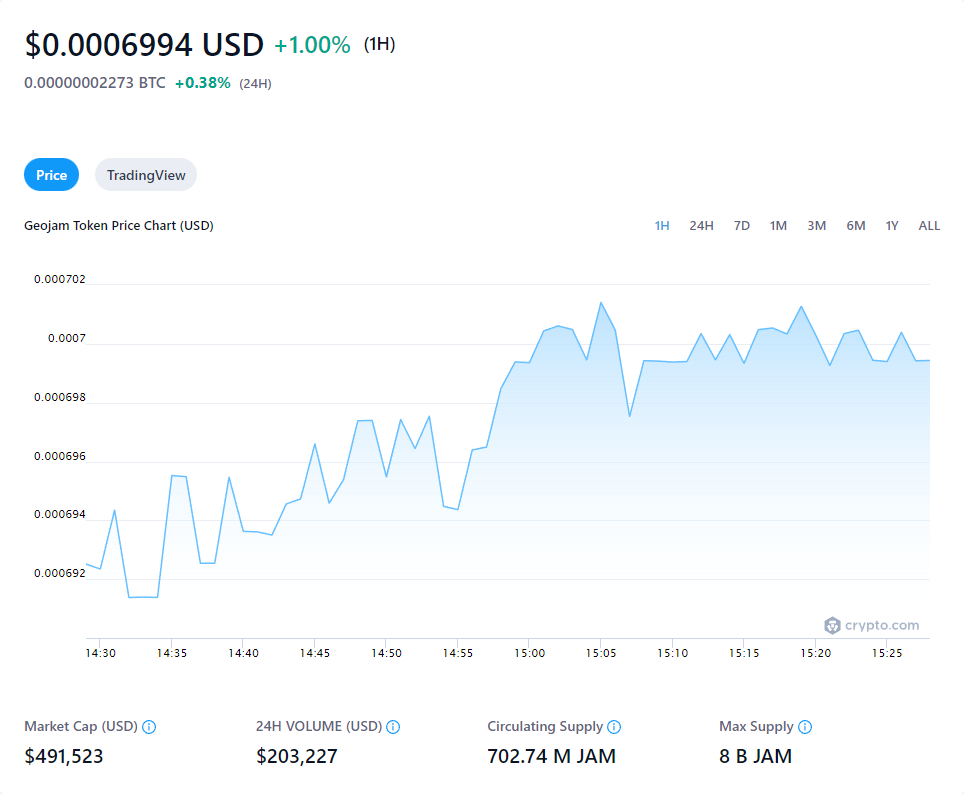 $0.0006994 USD +1.00% (1H)
0.00000002273 BTC +0.38% (24H)
Price TradingView
Geojam Token Price Chart (USD) 1H 24H 7D 1M 3M 6M 1Y ALL
0.000702
0.0007
0.000698
0.000696
0.000694
0.000692
crypto.com
14:30 14:35 14:40 14:45 14:50 14:55 15:00 15:05 15:10 15:15 15:20 15:25
Market Cap (USD) 24H VOLUME (USD) Circulating Supply Max Supply
$491,523 $203,227 702.74 M JAM 8 B JAM